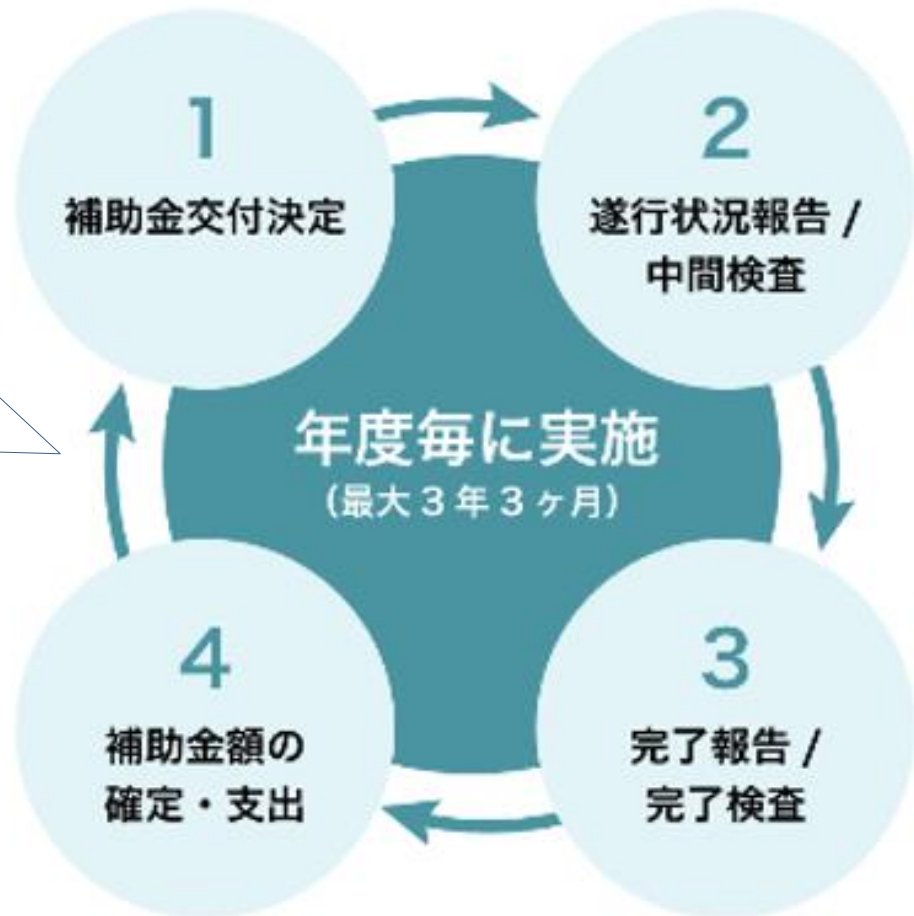 1
補助金交付決定
2
遂行状況報告 /
中間検査
年度毎に実施
（最大 3 年 3 ヶ月）
4
補助金額の
確定・支出
3
完了報告 /
完了検査